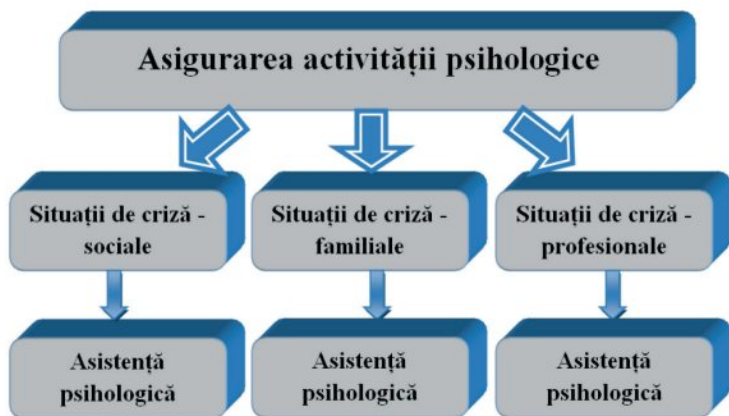 Asigurarea activității psihologice
Situații de criză -
sociale
Situații de criză -
familiale
Situații de criză -
profesionale
Asistență
psihologică
Asistență
psihologică
Asistență
psihologică